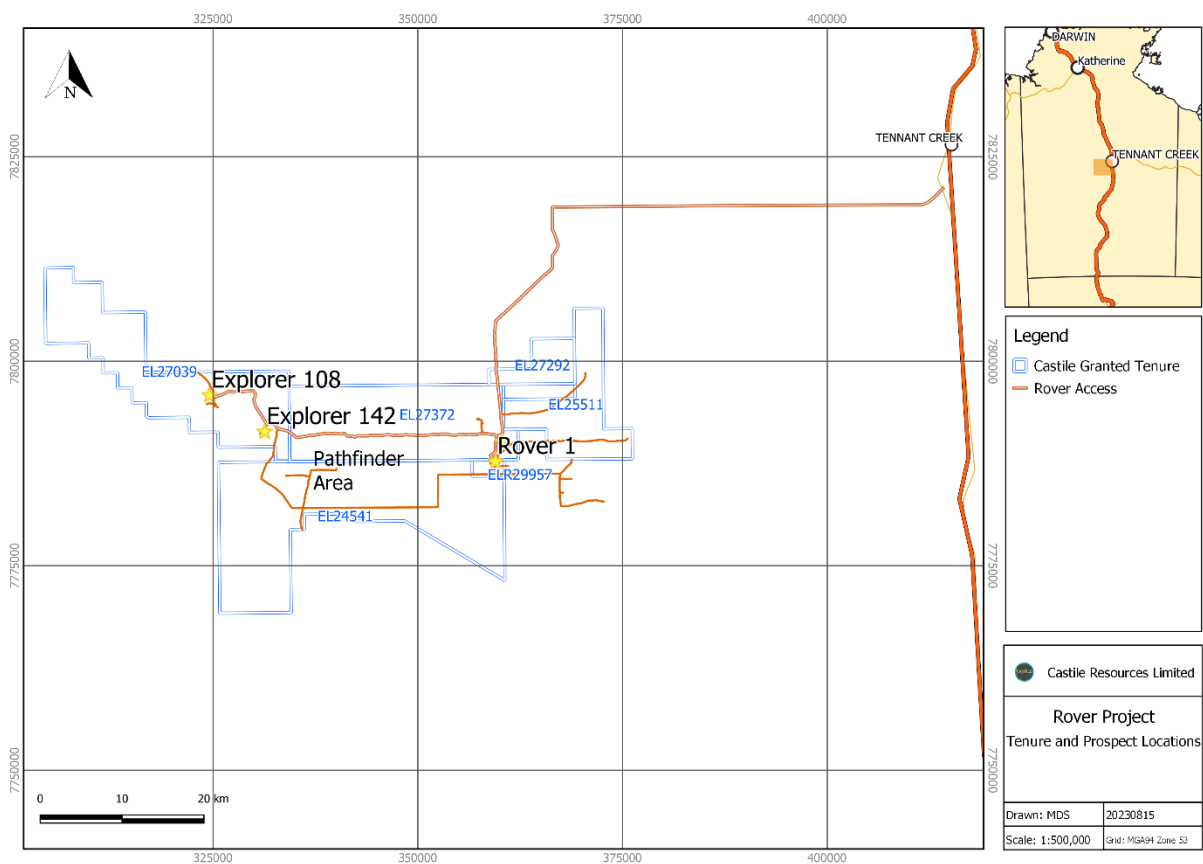 325000
350000
375000
400000
DARWIN
Katherine
TENNANT CREEK
N
TENNANT CREEK
7825000
7825000
Legend
Castile Granted Tenure
Rover Access
7800000
7800000
EL27292
EL27039
Explorer 108
EL25511
Explorer 142
EL27372
Rover 1
Pathfinder
Area
ELR29957
EL24541
7775000
7775000
Castile Resources Limited
Rover Project
Tenure and Prospect Locations
7750000
7750000
0
10
20 km
Drawn: MDS
20230815
Scale: 1:500,000
Grid: MGA94 Zone 53
325000
350000
375000
400000